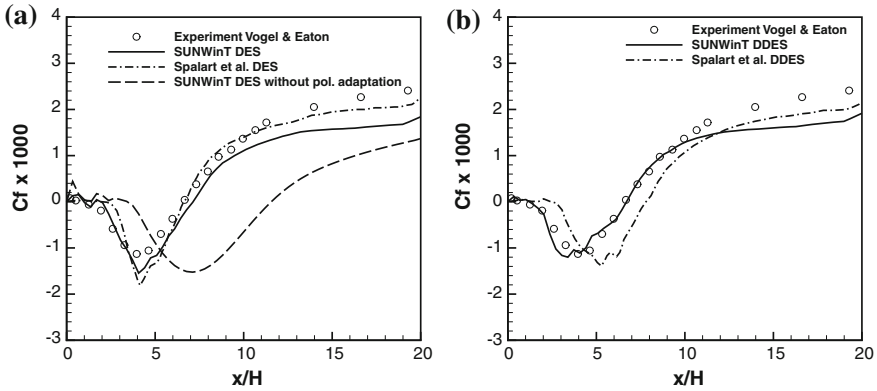 (a)
4
3
2
1
0
-1
-2
-3
Cf x 1000
Experiment Vogel & Eaton
SUNWinT DES
Spalart et al. DES
SUNWinT DES without pol. adaptation
0 5 10 15 20
x/H
(b)
4
3
2
1
0
-1
-2
-3
Cf x 1000
Experiment Vogel & Eaton
SUNWinT DDES
Spalart et al. DDES
0 5 10 15 20
x/H